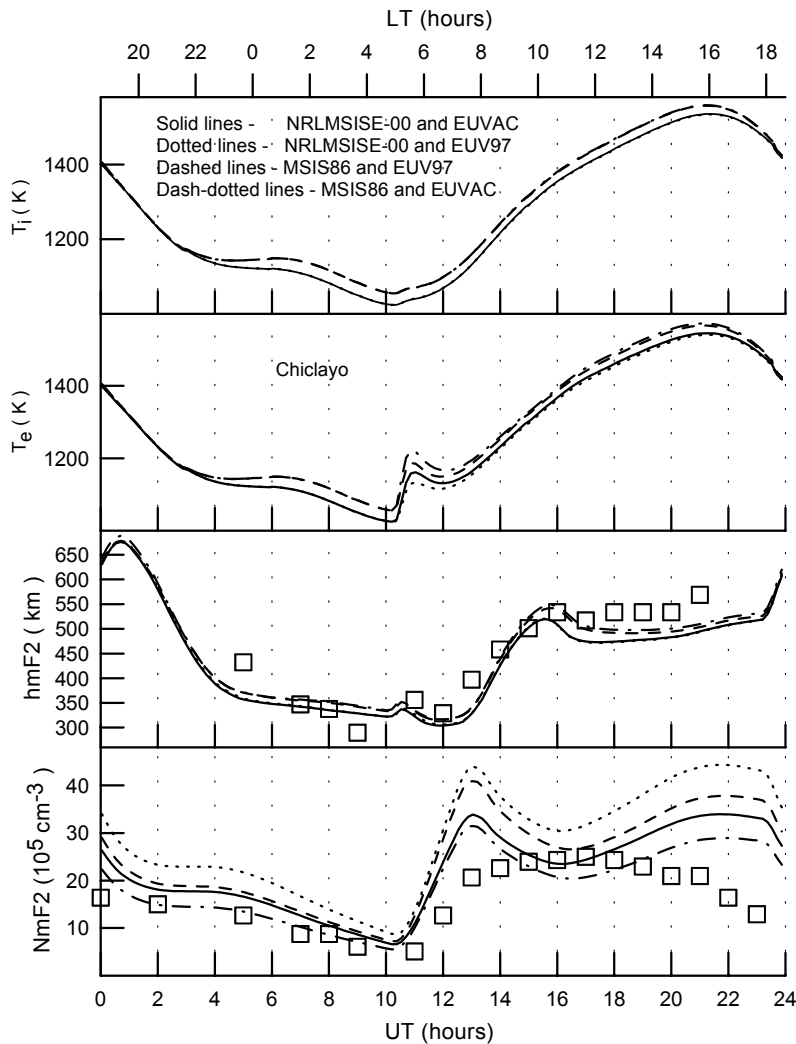 LT (hours)
20 22 0 2 4 6 8 10 12 14 16 18
Solid lines - NRLMSISE-00 and EUVAC
Dotted lines - NRLMSISE-00 and EUV97
Dashed lines - MSIS86 and EUV97
Dash-dotted lines - MSIS86 and EUVAC
1400
1200
Ti ( K )
Chiclayo
1400
1200
Te ( K )
650
600
550
500
450
400
350
300
hmF2 ( km )
40
30
20
10
NmF2 (10⁵ cm⁻³)
0 2 4 6 8 10 12 14 16 18 20 22 24
UT (hours)